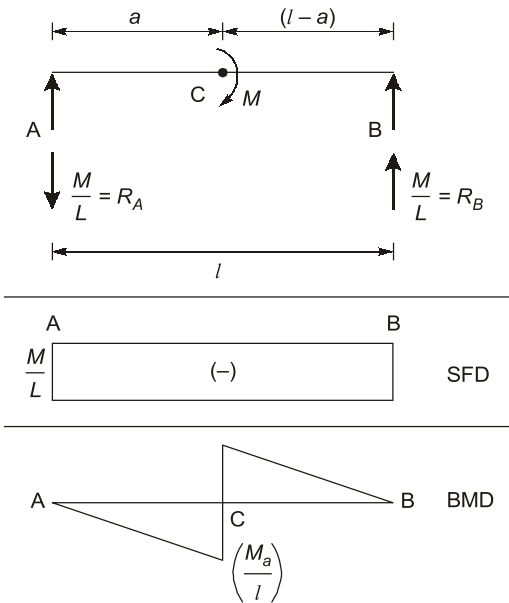 a (l – a)
C M
A B
M/L = R_A M/L = R_B
l
A B
M/L (–) SFD
A B BMD
C
(M_a/l)